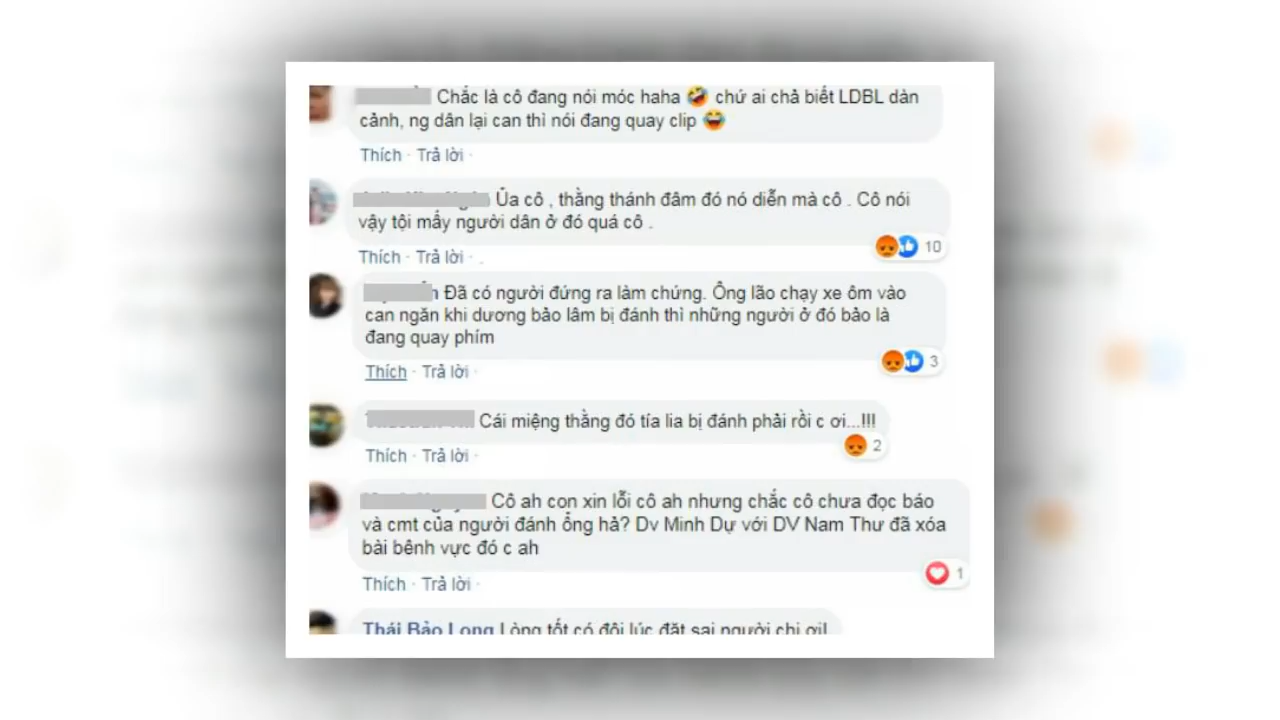 Chắc là cô đang nói móc haha 🤣 chứ ai chả biết LDBL dàn
cảnh, ng dân lại can thì nói đang quay clip 😂
Thích · Trả lời ·
Ủa cô , thằng thánh đâm đó nó diễn mà cô . Cô nói
vậy tội mấy người dân ở đó quá cô .
10
Thích · Trả lời · .
Đã có người đứng ra làm chứng. Ông lão chạy xe ôm vào
can ngăn khi dương bảo lâm bị đánh thì những người ở đó bảo là
đang quay phím
3
Thích · Trả lời ·
Cái miệng thằng đó tía lia bị đánh phải rồi c ơi...!!!
2
Thích · Trả lời ·
Cô ah con xin lỗi cô ah nhưng chắc cô chưa đọc báo
và cmt của người đánh ổng hả? Dv Minh Dự với DV Nam Thư đã xóa
bài bênh vực đó c ah
1
Thích · Trả lời ·
Thái Bảo Long Lòng tốt có đôi lúc đặt sai người chị ơi!